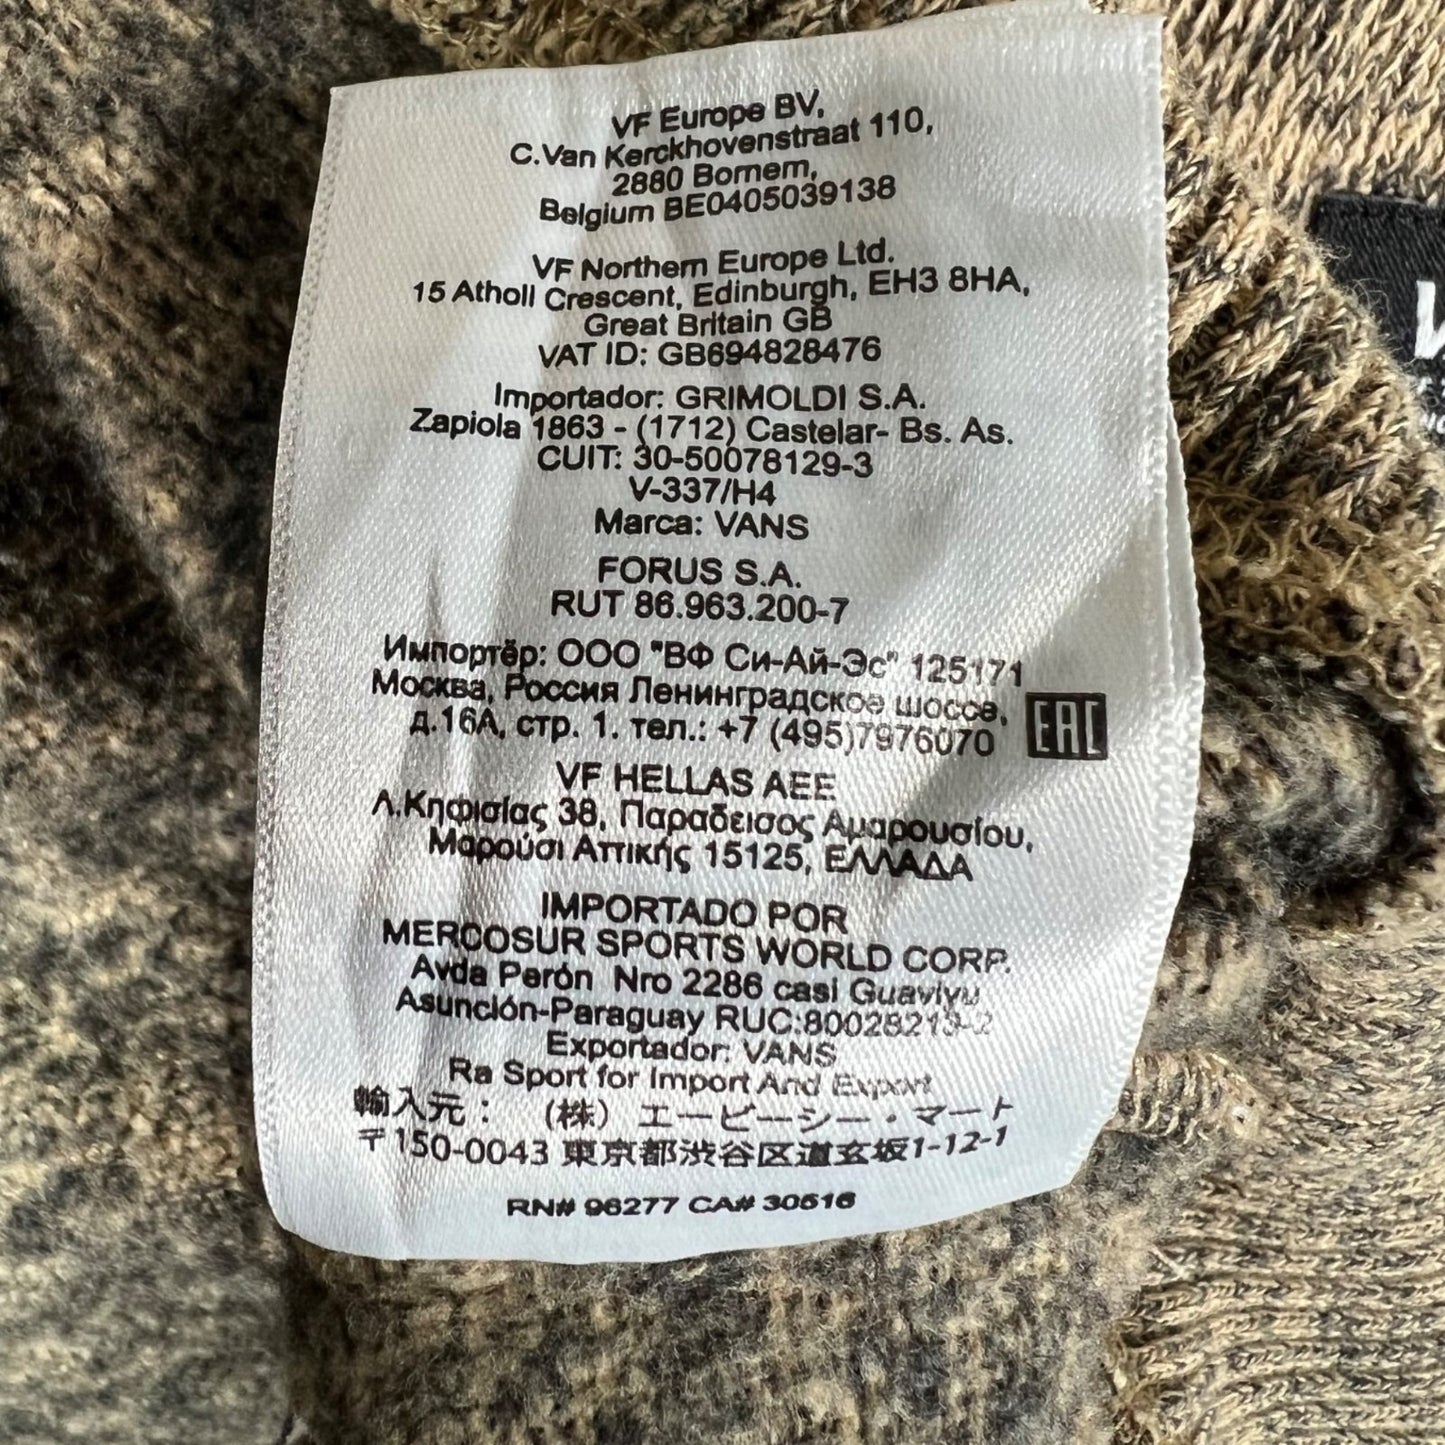 VF Europe BV,
C.Van Kerckhovenstraat 110,
2880 Bornem,
Belgium BE0405039138
VF Northern Europe Ltd.
15 Atholl Crescent, Edinburgh, EH3 8HA,
Great Britain GB
VAT ID: GB694828476
Importador: GRIMOLDI S.A.
Zapiola 1863 - (1712) Castelar- Bs. As.
CUIT: 30-50078129-3
V-337/H4
Marca: VANS
FORUS S.A.
RUT 86.963.200-7
Импортёр: ООО "ВФ Си-Ай-Эс" 125171
Москва, Россия Ленинградское шоссе,
д.16А, стр. 1. тел.: +7 (495)7976070
EAC
VF HELLAS AEE
Λ.Κηφισίας 38, Παραδεισος Αμαρουσίου,
Μαρούσι Αττικής 15125, ΕΛΛΑΔΑ
IMPORTADO POR
MERCOSUR SPORTS WORLD CORP.
Avda Perón Nro 2286 casi Guaviyu
Asunción-Paraguay RUC:80028213-2
Exportador: VANS
Ra Sport for Import And Export
輸入元： （株） エービーシー・マート
〒150-0043 東京都渋谷区道玄坂1-12-1
RN# 96277 CA# 30516